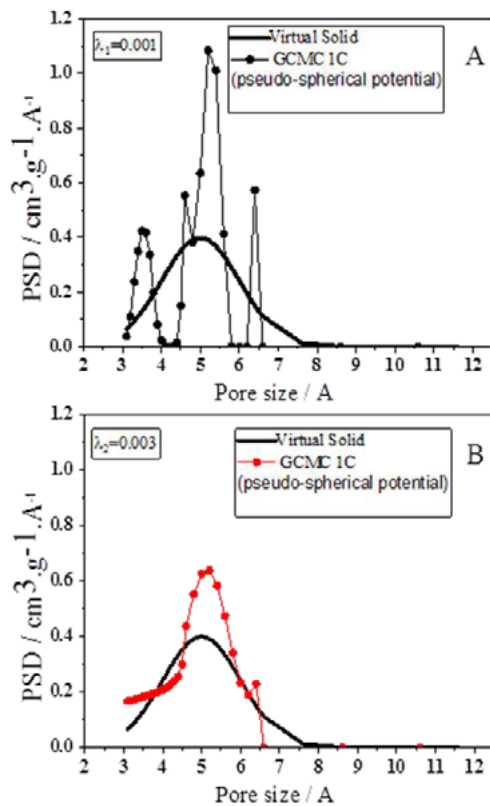 λ₁=0.001
A
Virtual Solid
GCMC 1C
(pseudo-spherical potential)
PSD / cm³.g⁻¹.A⁻¹
1.2
1.0
0.8
0.6
0.4
0.2
0.0
2 3 4 5 6 7 8 9 10 11 12
Pore size / A
λ₂=0.003
B
Virtual Solid
GCMC 1C
(pseudo-spherical potential)
PSD / cm³.g⁻¹.A⁻¹
1.2
1.0
0.8
0.6
0.4
0.2
0.0
2 3 4 5 6 7 8 9 10 11 12
Pore size / A